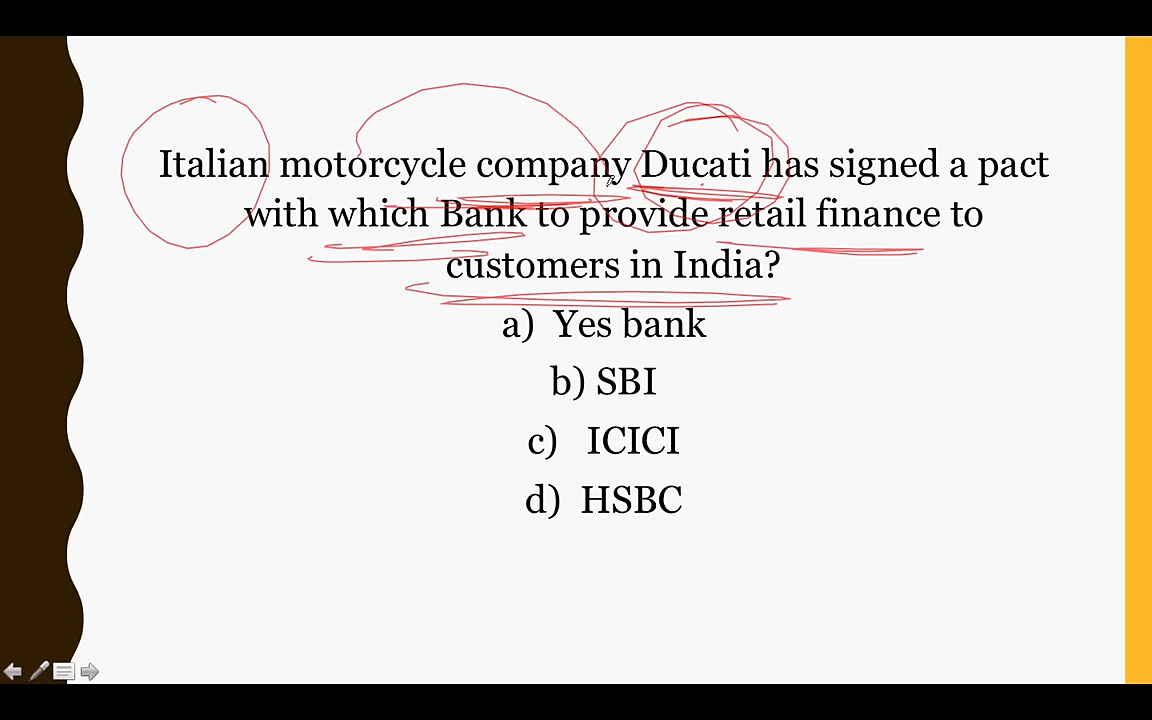 Italian motorcycle company Ducati has signed a pact
with which Bank to provide retail finance to
customers in India?
a) Yes bank
b) SBI
c) ICICI
d) HSBC